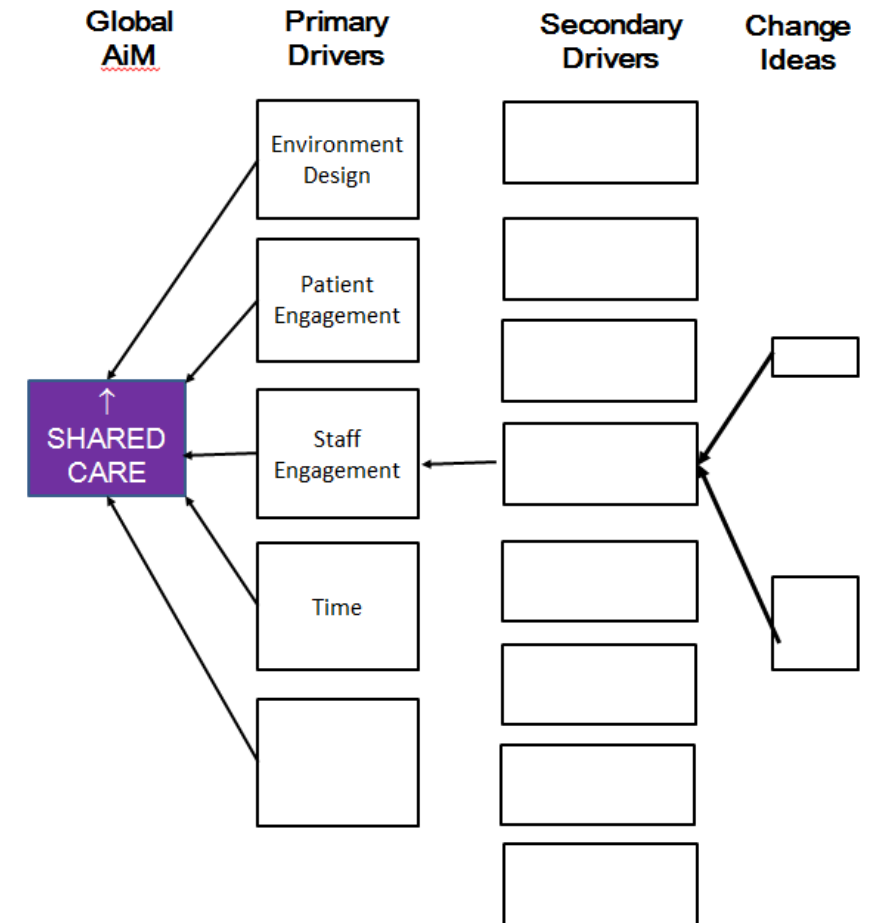 Global
AiM
Primary
Drivers
Secondary
Drivers
Change
Ideas
Environment
Design
Patient
Engagement
↑
SHARED
CARE
Staff
Engagement
Time